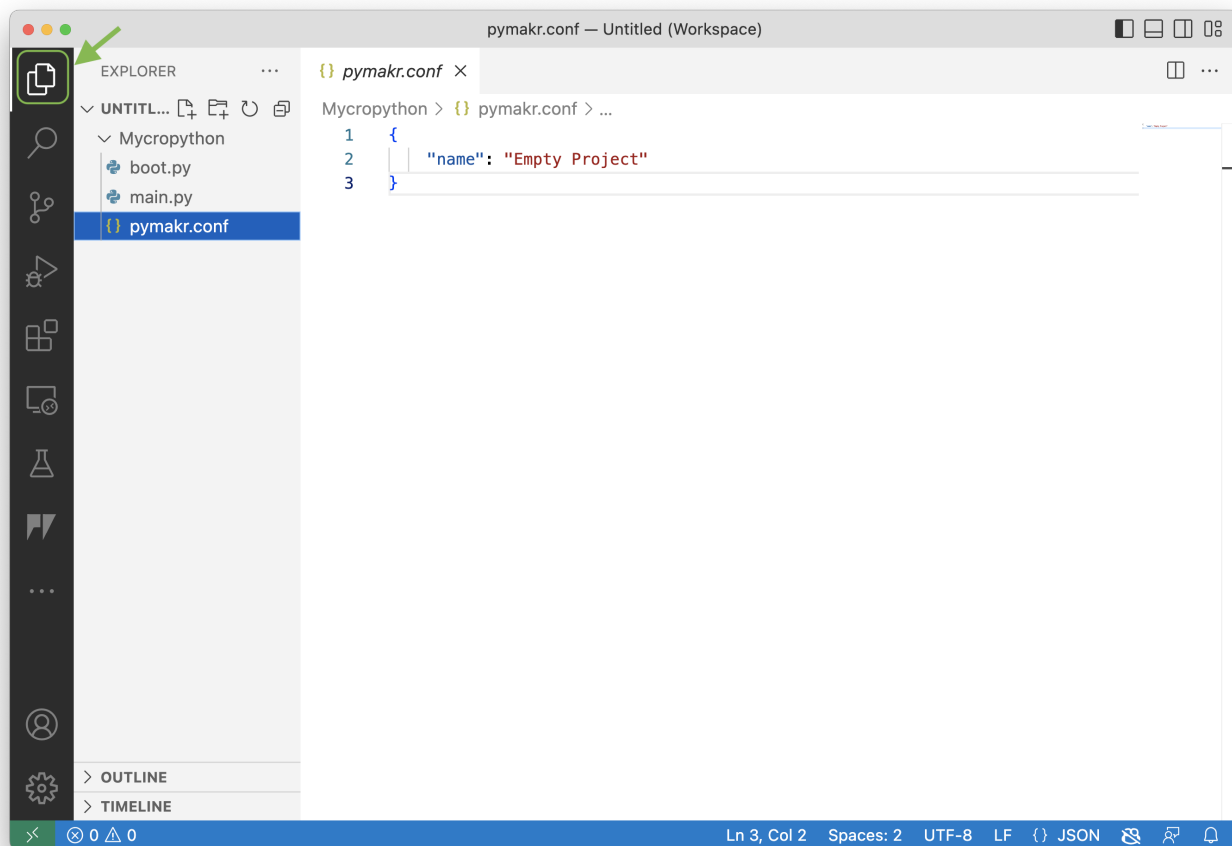 pymakr.conf — Untitled (Workspace)
EXPLORER
UNTITL...
Mycropython
boot.py
main.py
{} pymakr.conf
OUTLINE
TIMELINE
{} pymakr.conf
Mycropython > {} pymakr.conf > ...
1 {
2 "name": "Empty Project"
3 }
0 0
Ln 3, Col 2 Spaces: 2 UTF-8 LF {} JSON